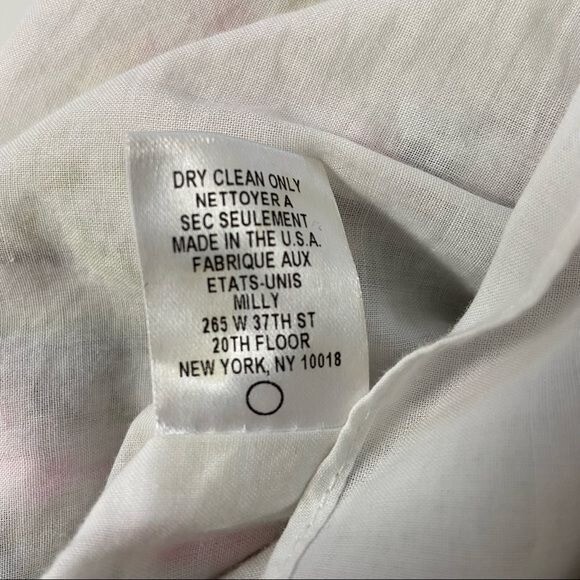 DRY CLEAN ONLY
NETTOYER A
SEC SEULEMENT
MADE IN THE U.S.A.
FABRIQUE AUX
ETATS-UNIS
MILLY
265 W 37TH ST
20TH FLOOR
NEW YORK, NY 10018